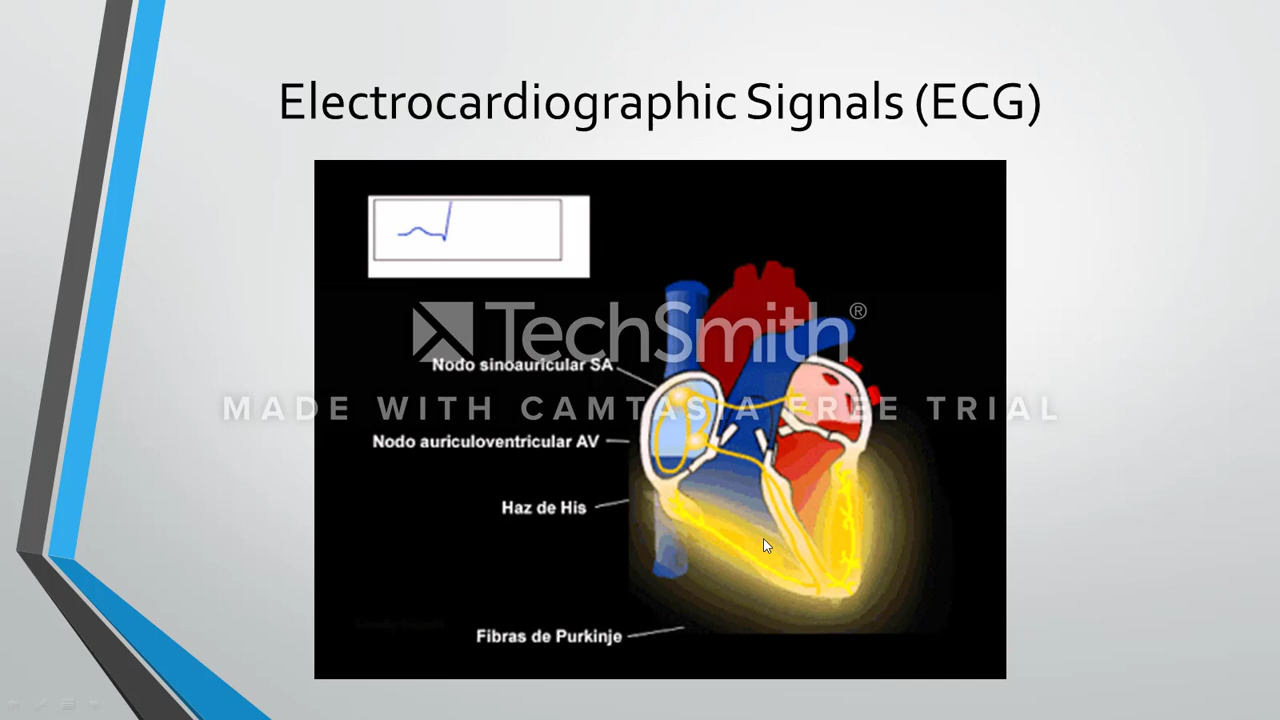 Electrocardiographic Signals (ECG)
TechSmith®
Nodo sinoauricular SA
MADE WITH CAMTASIA FREE TRIAL
Nodo auriculoventricular AV
Haz de His
Fibras de Purkinje